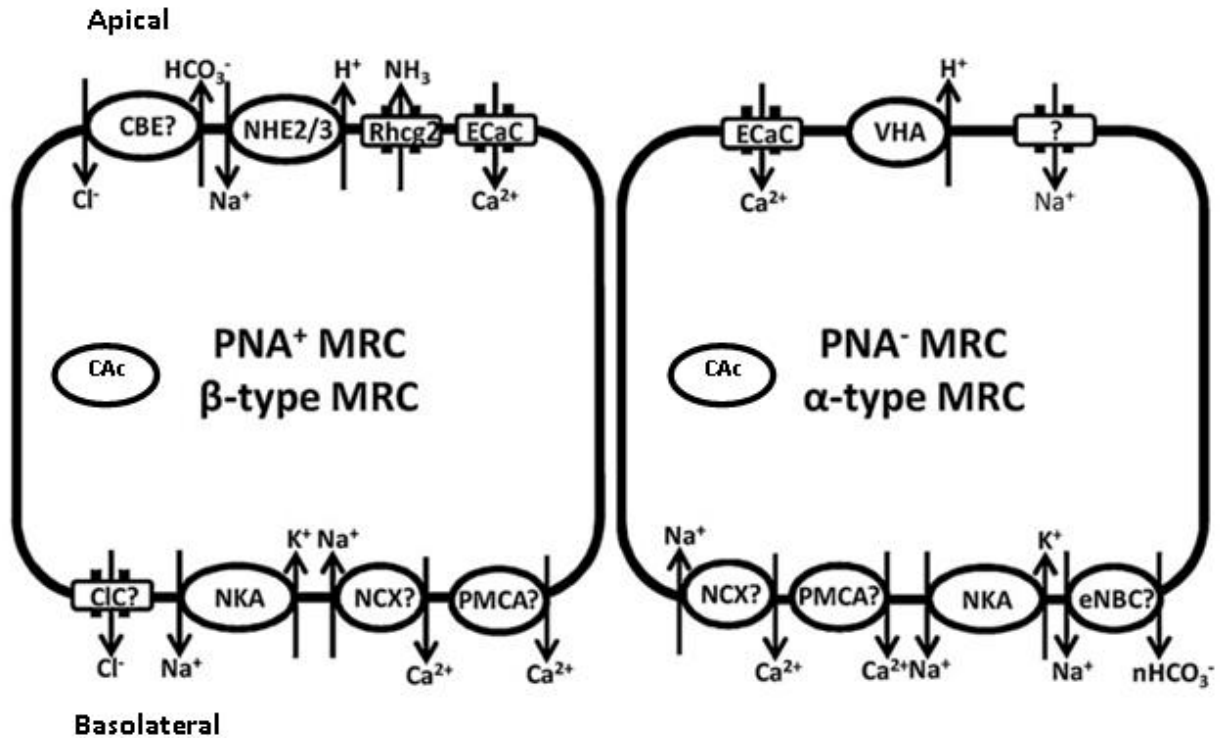 Apical
HCO₃⁻ H⁺ NH₃ H⁺
CBE? NHE2/3 Rhcg2 ECaC ECaC VHA ?
Cl⁻ Na⁺ Ca²⁺ Ca²⁺ Na⁺
PNA⁺ MRC PNA⁻ MRC
CAc CAc
β-type MRC α-type MRC
K⁺ Na⁺ Na⁺ K⁺
ClC? NKA NCX? PMCA? NCX? PMCA? NKA eNBC?
Cl⁻ Na⁺ Ca²⁺ Ca²⁺ Ca²⁺ Ca²⁺ Na⁺ Na⁺ nHCO₃⁻
Basolateral